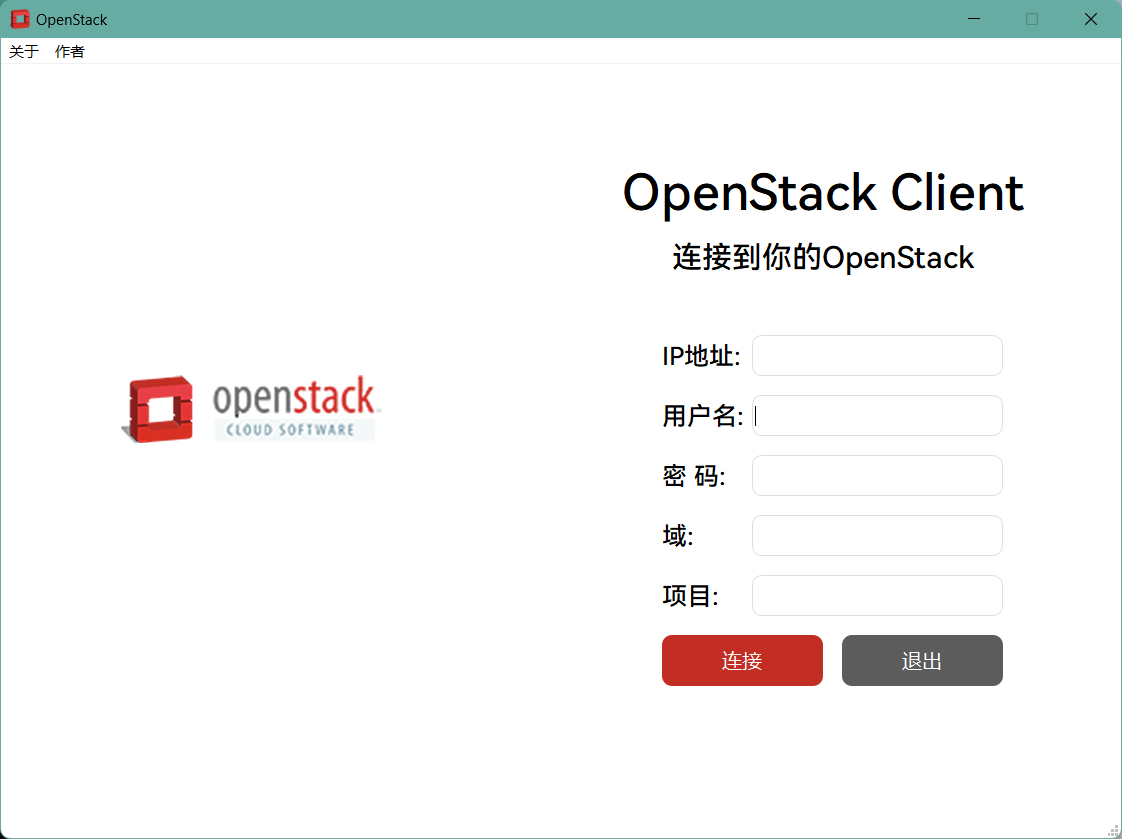 OpenStack
关于 作者
OpenStack Client
连接到你的OpenStack
openstack
CLOUD SOFTWARE
IP地址:
用户名:
密 码:
域:
项目:
连接 退出